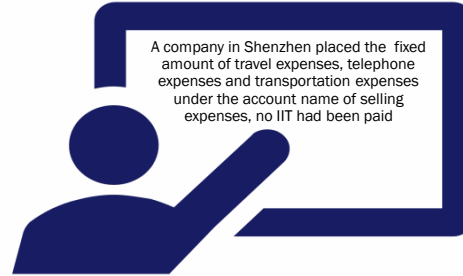 A company in Shenzhen placed the fixed
amount of travel expenses, telephone
expenses and transportation expenses
under the account name of selling
expenses, no IIT had been paid